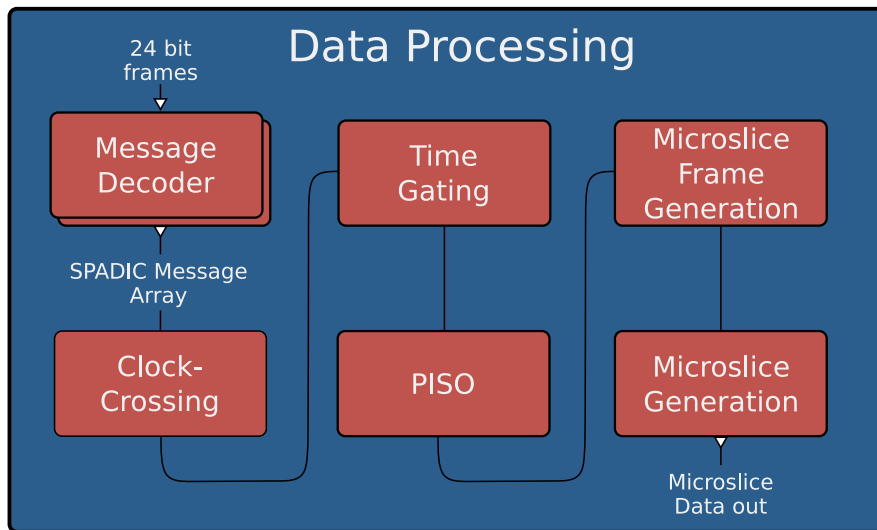 Data Processing
24 bit
frames
Message
Decoder
SPADIC Message
Array
Clock-
Crossing
Time
Gating
PISO
Microslice
Frame
Generation
Microslice
Generation
Microslice
Data out